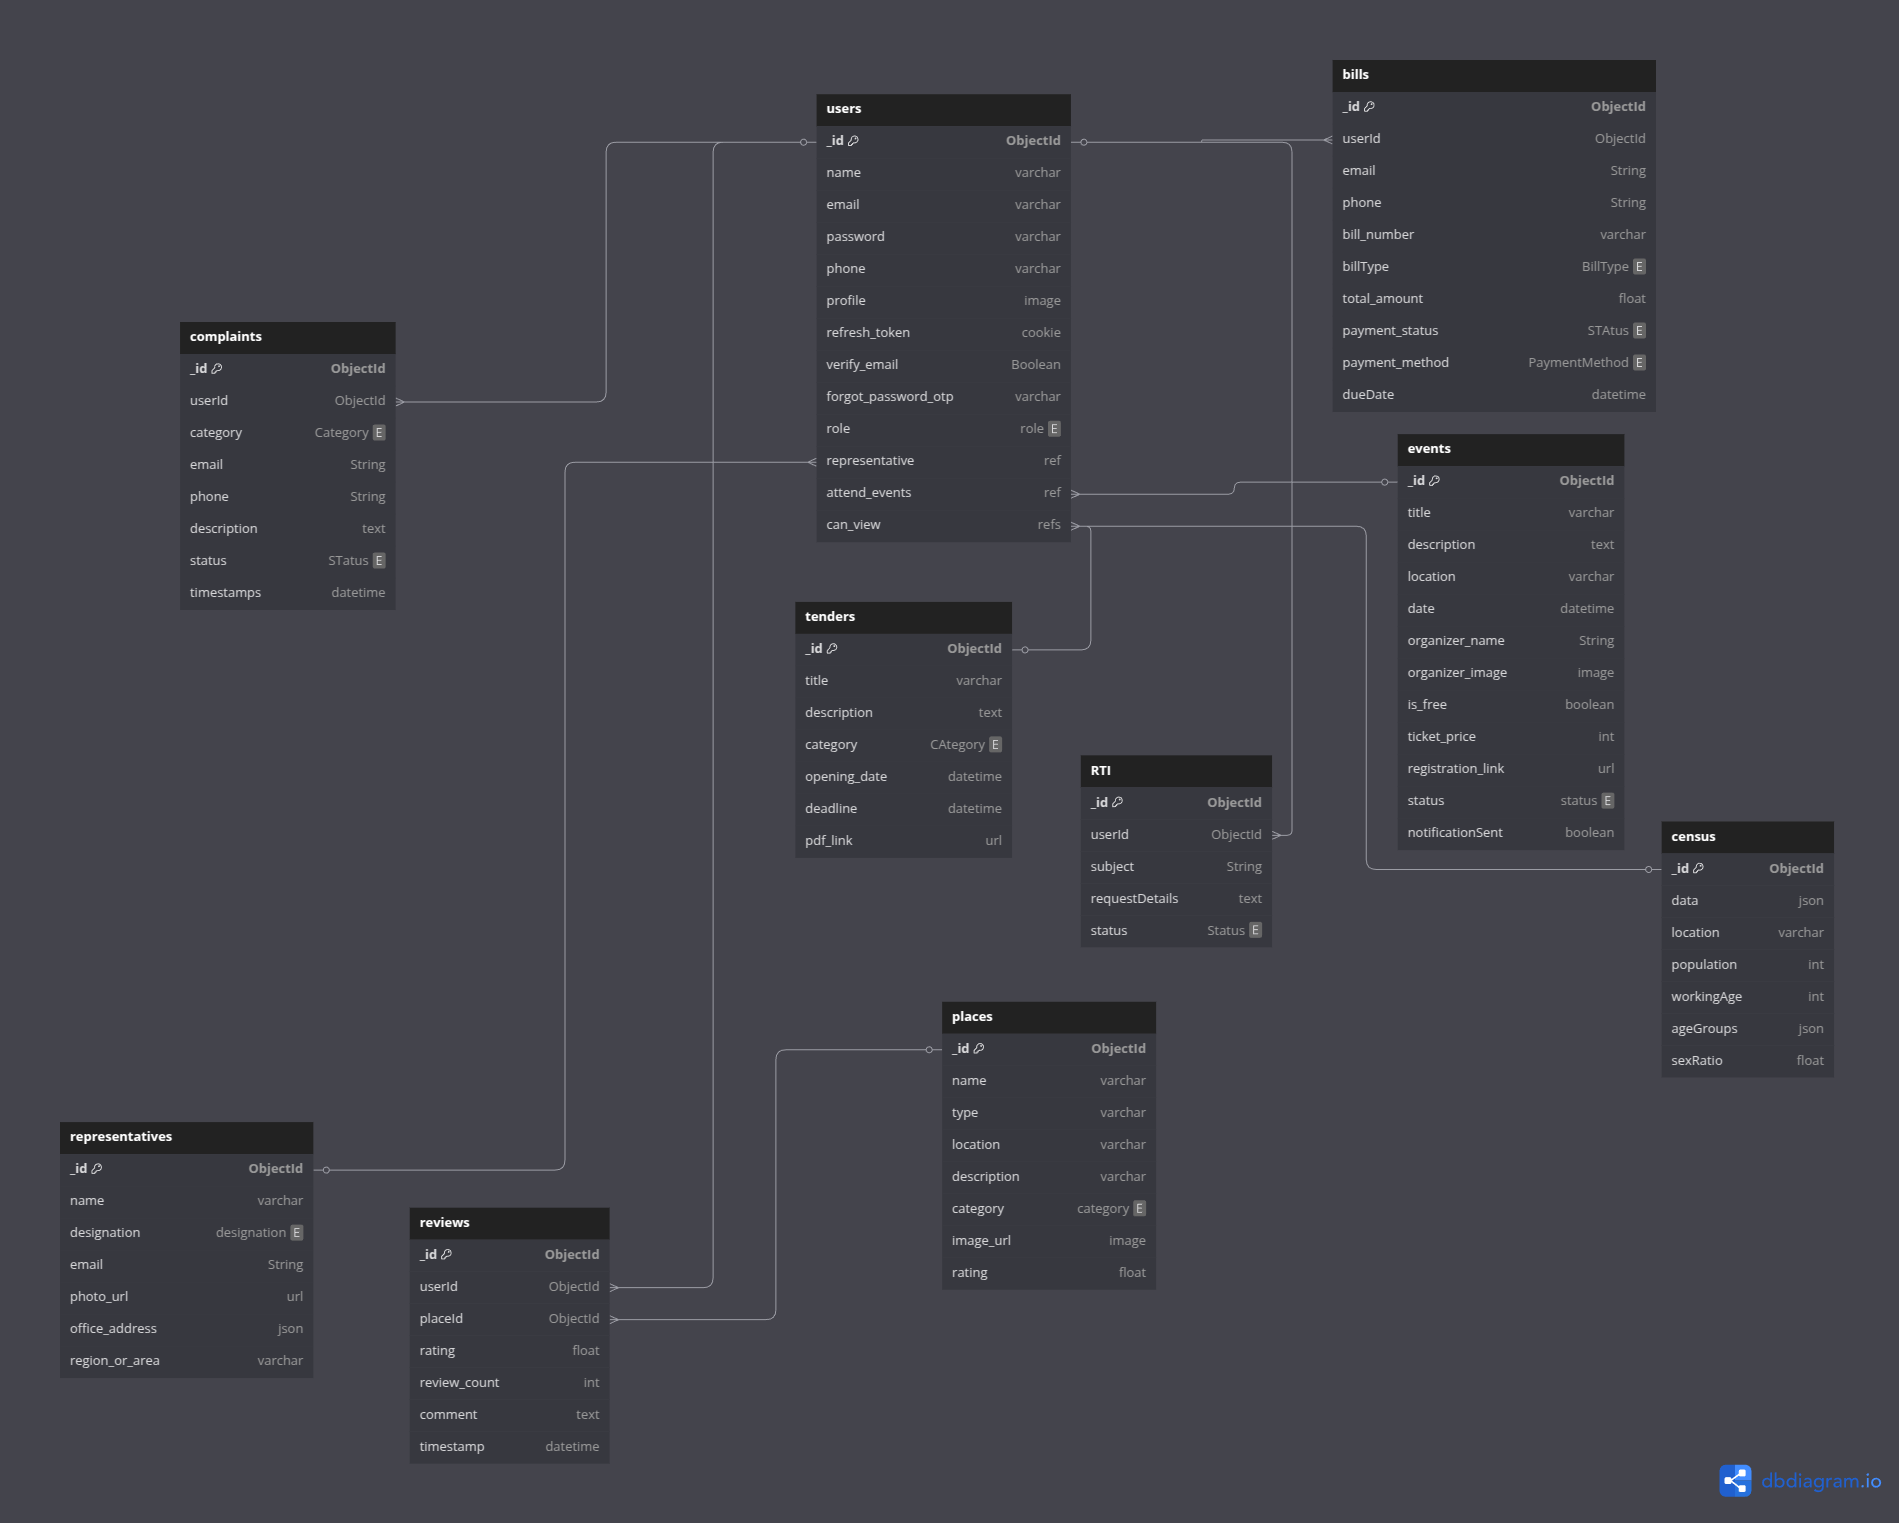 users
_id ObjectId
name varchar
email varchar
password varchar
phone varchar
profile image
refresh_token cookie
verify_email Boolean
forgot_password_otp varchar
role role E
representative ref
attend_events ref
can_view refs
bills
_id ObjectId
userId ObjectId
email String
phone String
bill_number varchar
billType BillType E
total_amount float
payment_status STAtus E
payment_method PaymentMethod E
dueDate datetime
complaints
_id ObjectId
userId ObjectId
category Category E
email String
phone String
description text
status STatus E
timestamps datetime
events
_id ObjectId
title varchar
description text
location varchar
date datetime
organizer_name String
organizer_image image
is_free boolean
ticket_price int
registration_link url
status status E
notificationSent boolean
tenders
_id ObjectId
title varchar
description text
category CAtegory E
opening_date datetime
deadline datetime
pdf_link url
RTI
_id ObjectId
userId ObjectId
subject String
requestDetails text
status Status E
census
_id ObjectId
data json
location varchar
population int
workingAge int
ageGroups json
sexRatio float
places
_id ObjectId
name varchar
type varchar
location varchar
description varchar
category category E
image_url image
rating float
representatives
_id ObjectId
name varchar
designation designation E
email String
photo_url url
office_address json
region_or_area varchar
reviews
_id ObjectId
userId ObjectId
placeId ObjectId
rating float
review_count int
comment text
timestamp datetime
dbdiagram.io